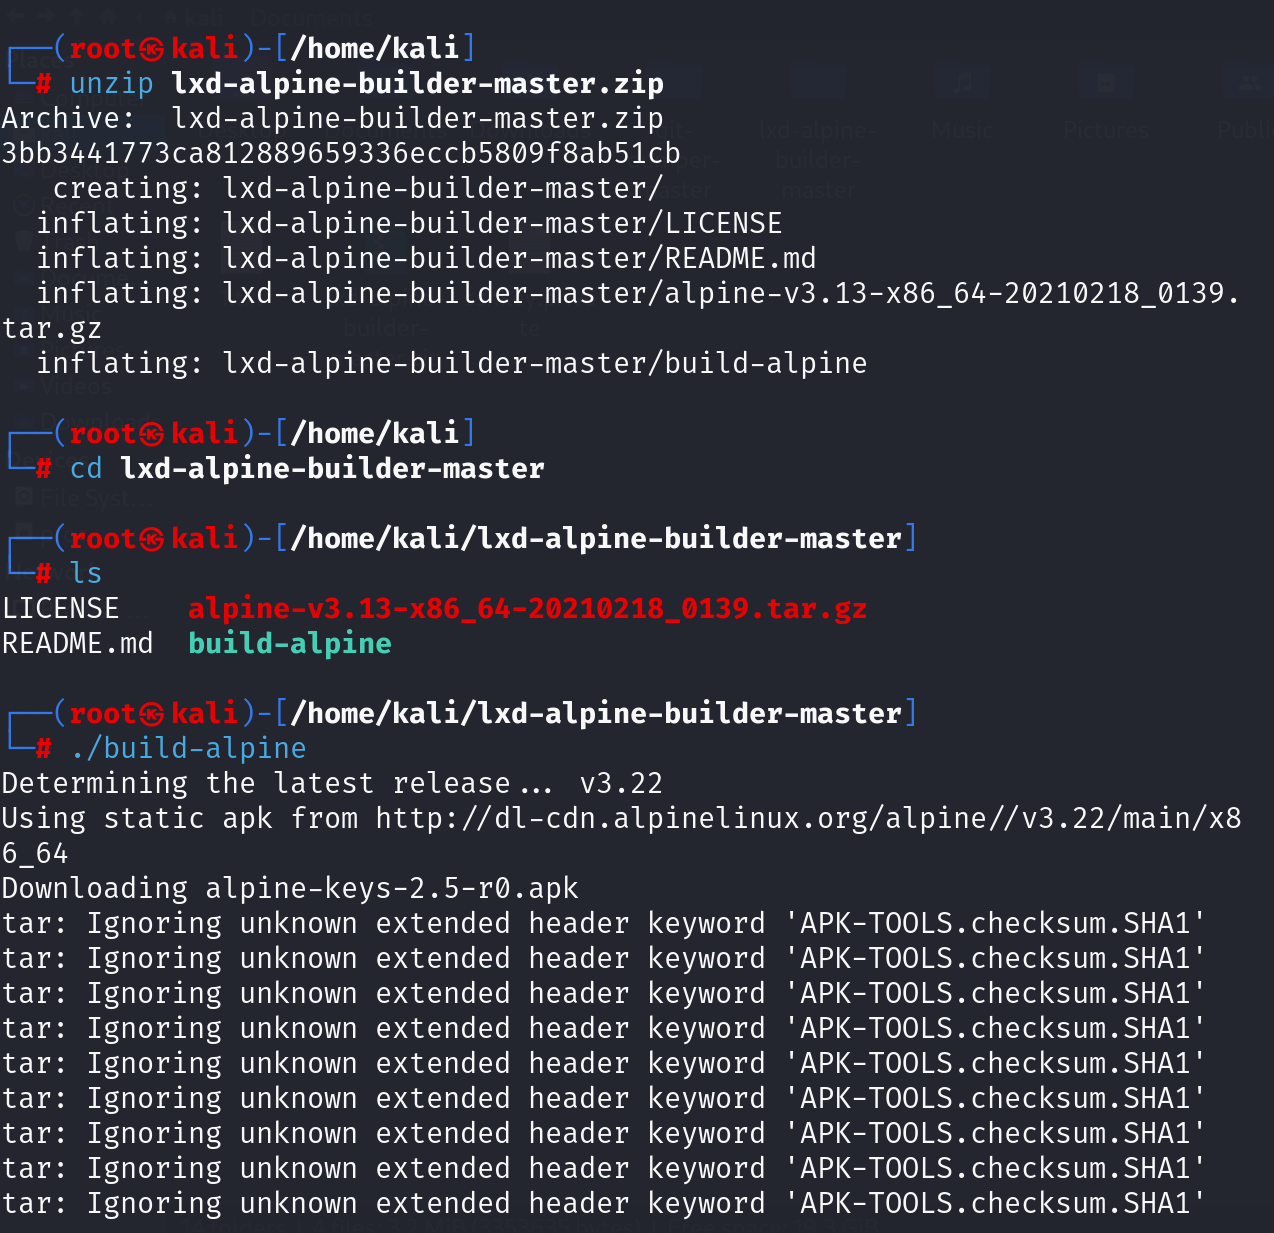 ┌──(root㉿kali)-[/home/kali]
└─# unzip lxd-alpine-builder-master.zip
Archive:  lxd-alpine-builder-master.zip
3bb3441773ca812889659336eccb5809f8ab51cb
   creating: lxd-alpine-builder-master/
  inflating: lxd-alpine-builder-master/LICENSE
  inflating: lxd-alpine-builder-master/README.md
  inflating: lxd-alpine-builder-master/alpine-v3.13-x86_64-20210218_0139.
tar.gz
  inflating: lxd-alpine-builder-master/build-alpine
┌──(root㉿kali)-[/home/kali]
└─# cd lxd-alpine-builder-master
┌──(root㉿kali)-[/home/kali/lxd-alpine-builder-master]
└─# ls
LICENSE    alpine-v3.13-x86_64-20210218_0139.tar.gz
README.md  build-alpine
┌──(root㉿kali)-[/home/kali/lxd-alpine-builder-master]
└─# ./build-alpine
Determining the latest release... v3.22
Using static apk from http://dl-cdn.alpinelinux.org/alpine//v3.22/main/x8
6_64
Downloading alpine-keys-2.5-r0.apk
tar: Ignoring unknown extended header keyword 'APK-TOOLS.checksum.SHA1'
tar: Ignoring unknown extended header keyword 'APK-TOOLS.checksum.SHA1'
tar: Ignoring unknown extended header keyword 'APK-TOOLS.checksum.SHA1'
tar: Ignoring unknown extended header keyword 'APK-TOOLS.checksum.SHA1'
tar: Ignoring unknown extended header keyword 'APK-TOOLS.checksum.SHA1'
tar: Ignoring unknown extended header keyword 'APK-TOOLS.checksum.SHA1'
tar: Ignoring unknown extended header keyword 'APK-TOOLS.checksum.SHA1'
tar: Ignoring unknown extended header keyword 'APK-TOOLS.checksum.SHA1'
tar: Ignoring unknown extended header keyword 'APK-TOOLS.checksum.SHA1'